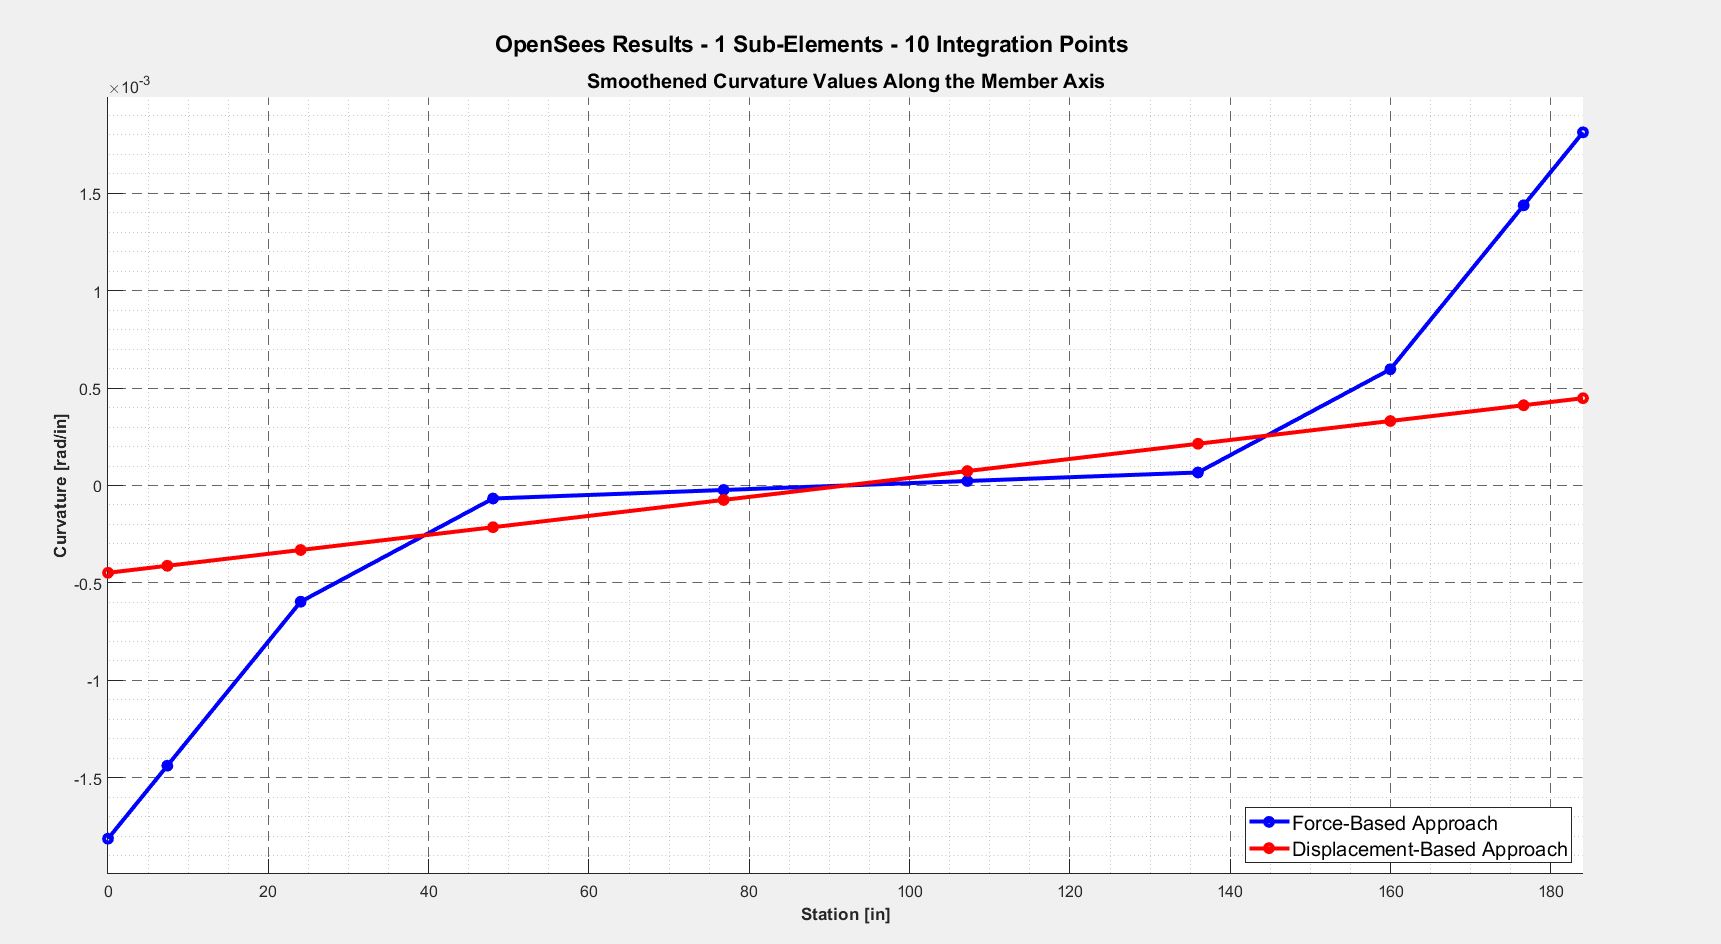 OpenSees Results - 1 Sub-Elements - 10 Integration Points
Smoothened Curvature Values Along the Member Axis
×10-3
1.5
1
0.5
0
-0.5
-1
-1.5
Curvature [rad/in]
0 20 40 60 80 100 120 140 160 180
Station [in]
Force-Based Approach
Displacement-Based Approach